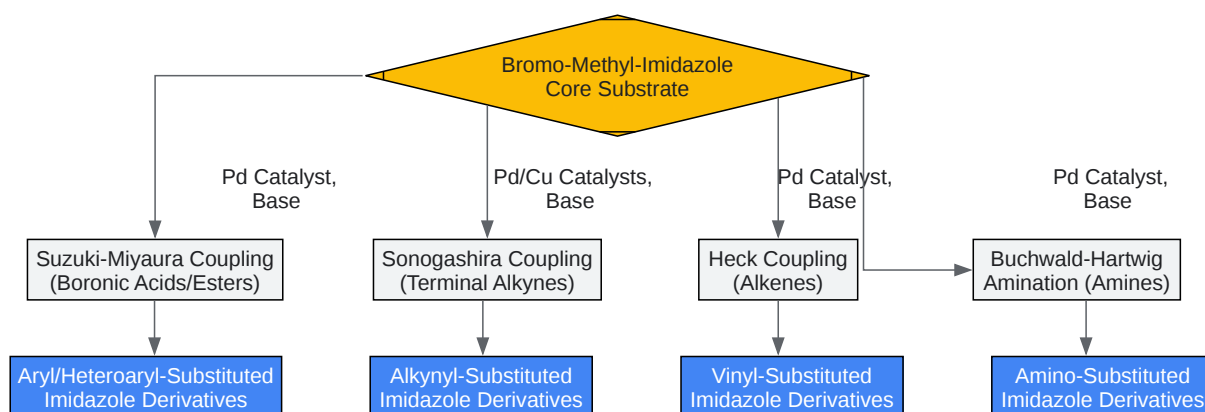 Bromo-Methyl-Imidazole
Core Substrate
Pd Catalyst,
Base
Pd/Cu Catalysts,
Base
Pd Catalyst,
Base
Pd Catalyst,
Base
Suzuki-Miyaura Coupling
(Boronic Acids/Esters)
Sonogashira Coupling
(Terminal Alkynes)
Heck Coupling
(Alkenes)
Buchwald-Hartwig
Amination (Amines)
Aryl/Heteroaryl-Substituted
Imidazole Derivatives
Alkynyl-Substituted
Imidazole Derivatives
Vinyl-Substituted
Imidazole Derivatives
Amino-Substituted
Imidazole Derivatives